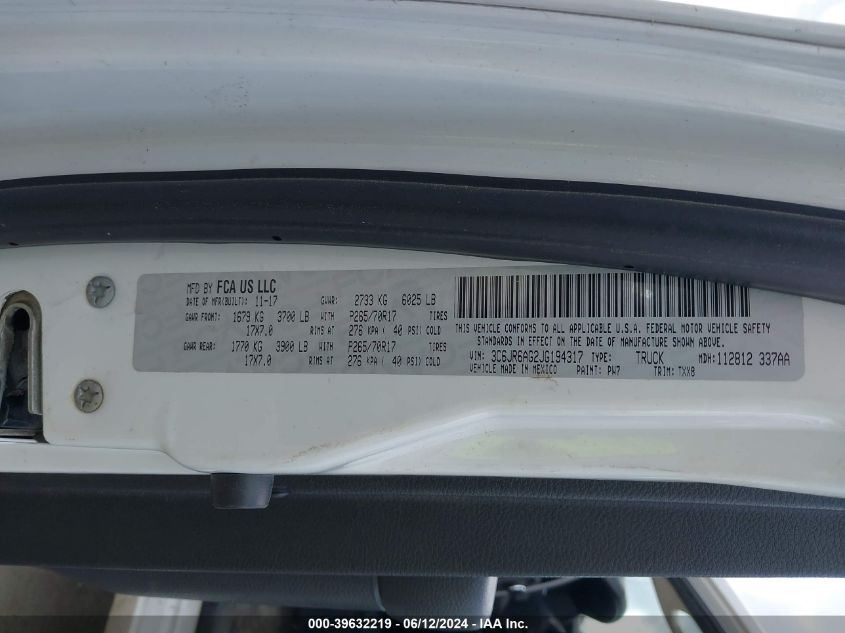 MFD BY FCA US LLC
DATE OF MFR(BUILT): 11-17 GVWR: 2733 KG 6025 LB
GAWR FRONT: 1679 KG 3700 LB WITH P265/70R17 TIRES
17X7.0 RIMS AT 276 KPA ( 40 PSI) COLD
GAWR REAR: 1770 KG 3900 LB WITH P265/70R17 TIRES
17X7.0 RIMS AT 276 KPA ( 40 PSI) COLD
THIS VEHICLE CONFORMS TO ALL APPLICABLE U.S.A. FEDERAL MOTOR VEHICLE SAFETY
STANDARDS IN EFFECT ON THE DATE OF MANUFACTURE SHOWN ABOVE.
VIN: 3C6JR6AG2JG194317 TYPE: TRUCK MDH: 112812 337AA
VEHICLE MADE IN MEXICO PAINT: PW7 TRIM: TXX8
000-39632219 - 06/12/2024 - IAA Inc.